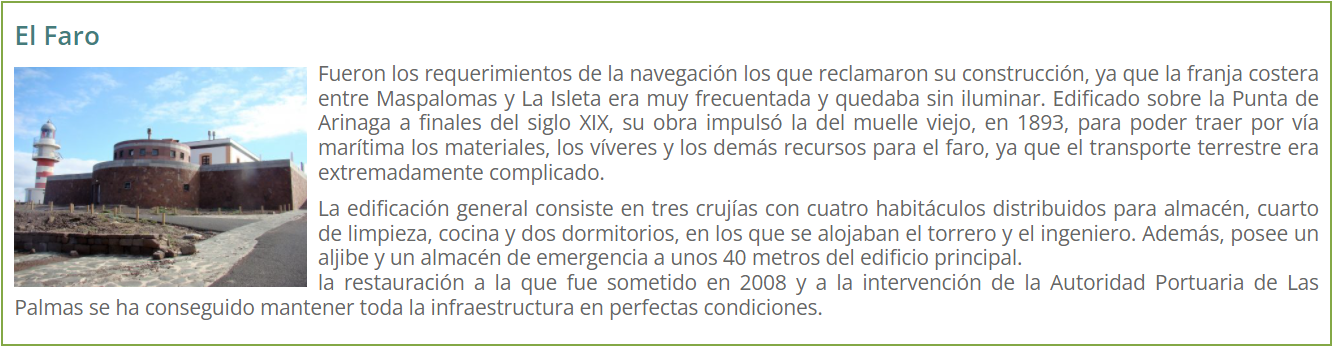 El Faro
Fueron los requerimientos de la navegación los que reclamaron su construcción, ya que la franja costera
entre Maspalomas y La Isleta era muy frecuentada y quedaba sin iluminar. Edificado sobre la Punta de
Arinaga a finales del siglo XIX, su obra impulsó la del muelle viejo, en 1893, para poder traer por vía
marítima los materiales, los víveres y los demás recursos para el faro, ya que el transporte terrestre era
extremadamente complicado.
La edificación general consiste en tres crujías con cuatro habitáculos distribuidos para almacén, cuarto
de limpieza, cocina y dos dormitorios, en los que se alojaban el torrero y el ingeniero. Además, posee un
aljibe y un almacén de emergencia a unos 40 metros del edificio principal.
la restauración a la que fue sometido en 2008 y a la intervención de la Autoridad Portuaria de Las
Palmas se ha conseguido mantener toda la infraestructura en perfectas condiciones.